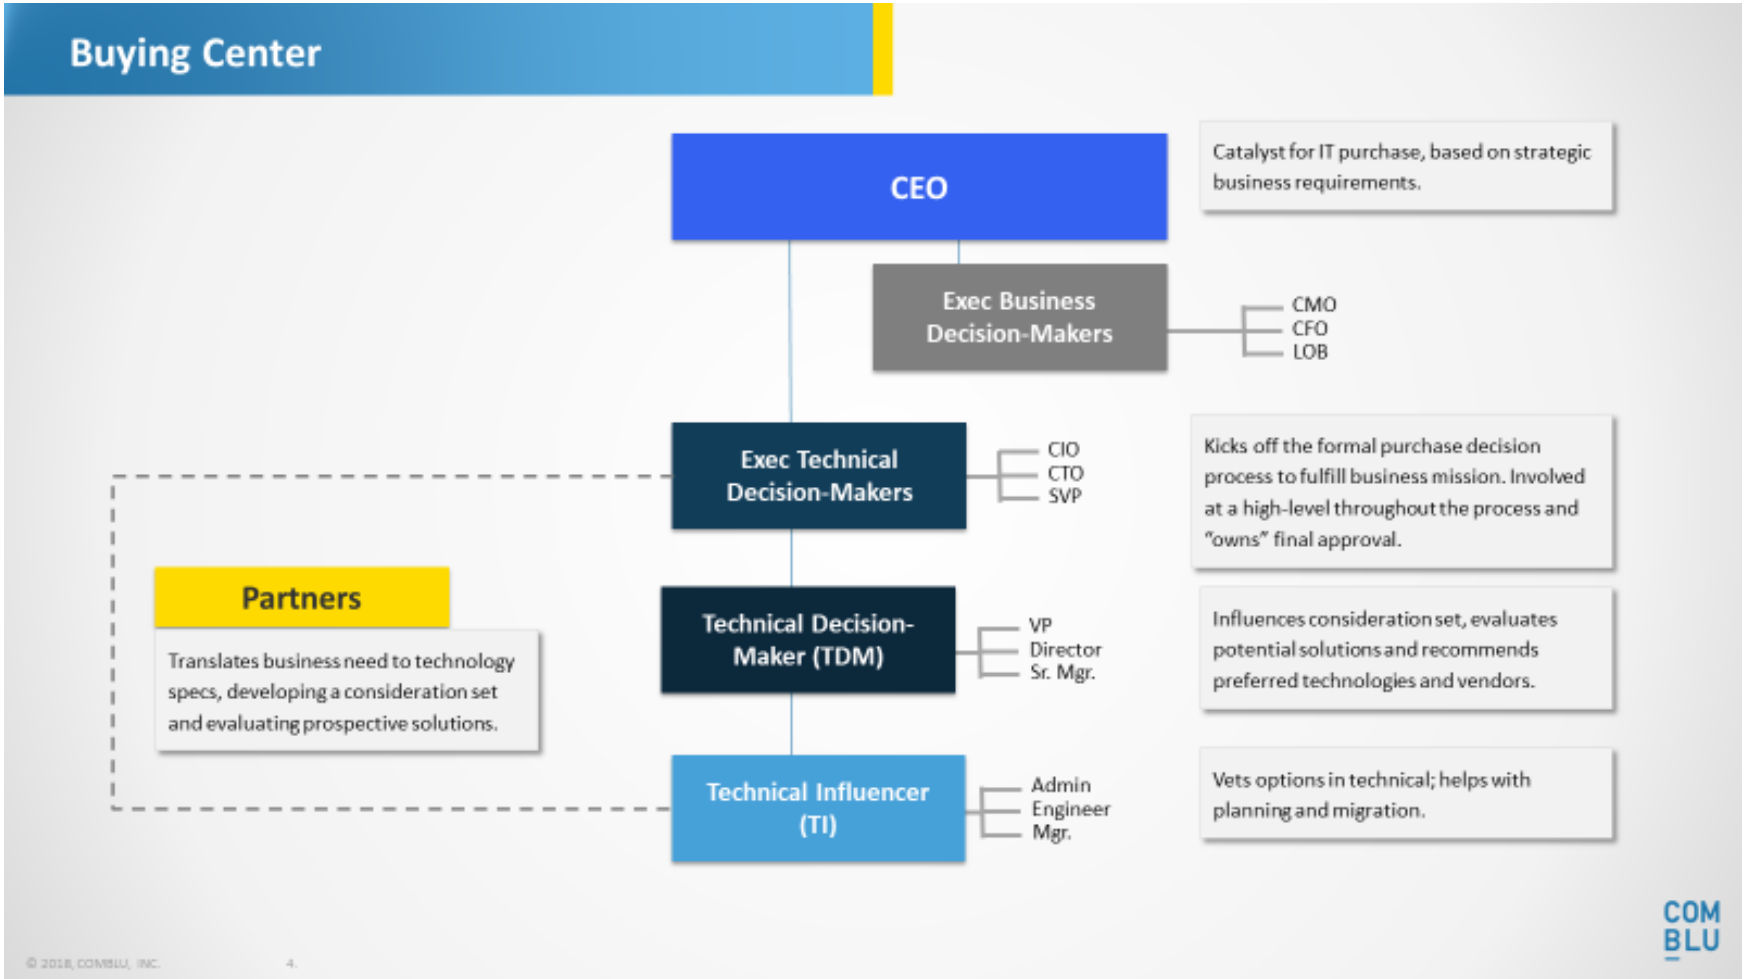 Buying Center
CEO
Catalyst for IT purchase, based on strategic
business requirements.
Exec Business
Decision-Makers
CMO
CFO
LOB
Exec Technical
Decision-Makers
CIO
CTO
SVP
Kicks off the formal purchase decision
process to fulfill business mission. Involved
at a high-level throughout the process and
“owns” final approval.
Partners
Translates business need to technology
specs, developing a consideration set
and evaluating prospective solutions.
Technical Decision-
Maker (TDM)
VP
Director
Sr. Mgr.
Influences consideration set, evaluates
potential solutions and recommends
preferred technologies and vendors.
Technical Influencer
(TI)
Admin
Engineer
Mgr.
Vets options in technical; helps with
planning and migration.
COM
BLU
© 2018, COMBLU, INC.
4.